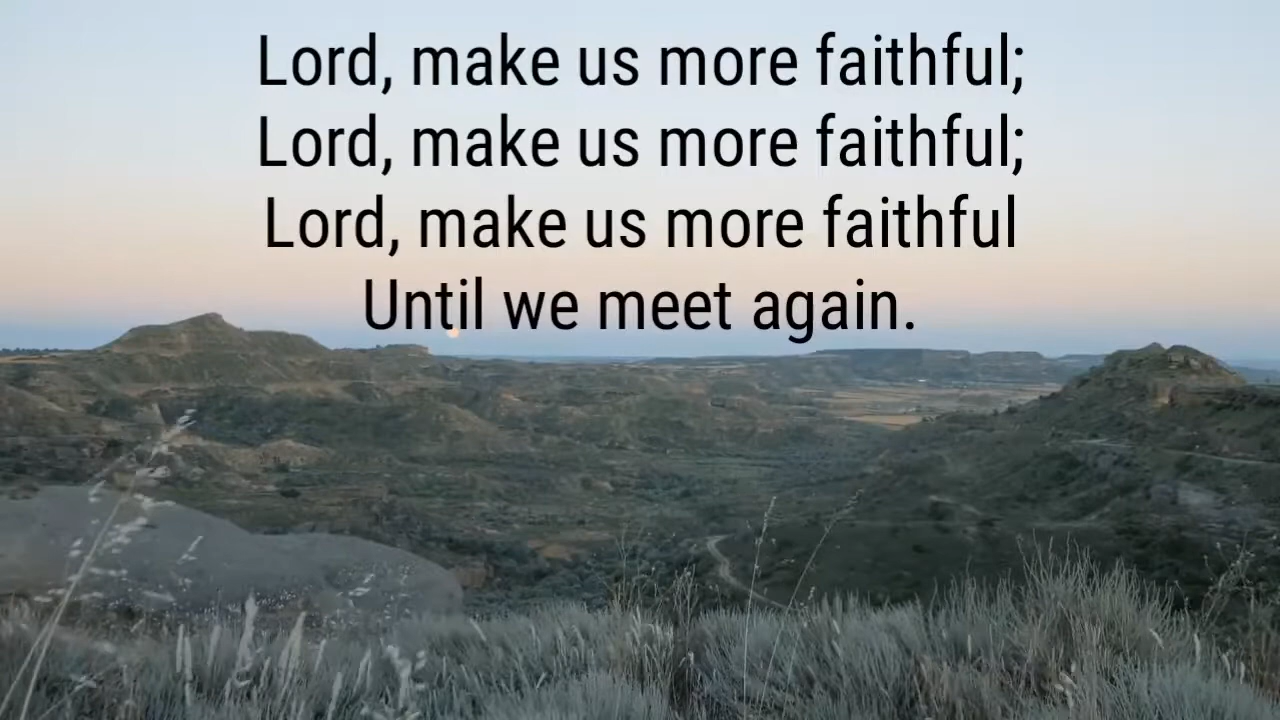 Lord, make us more faithful;
Lord, make us more faithful;
Lord, make us more faithful
Until we meet again.